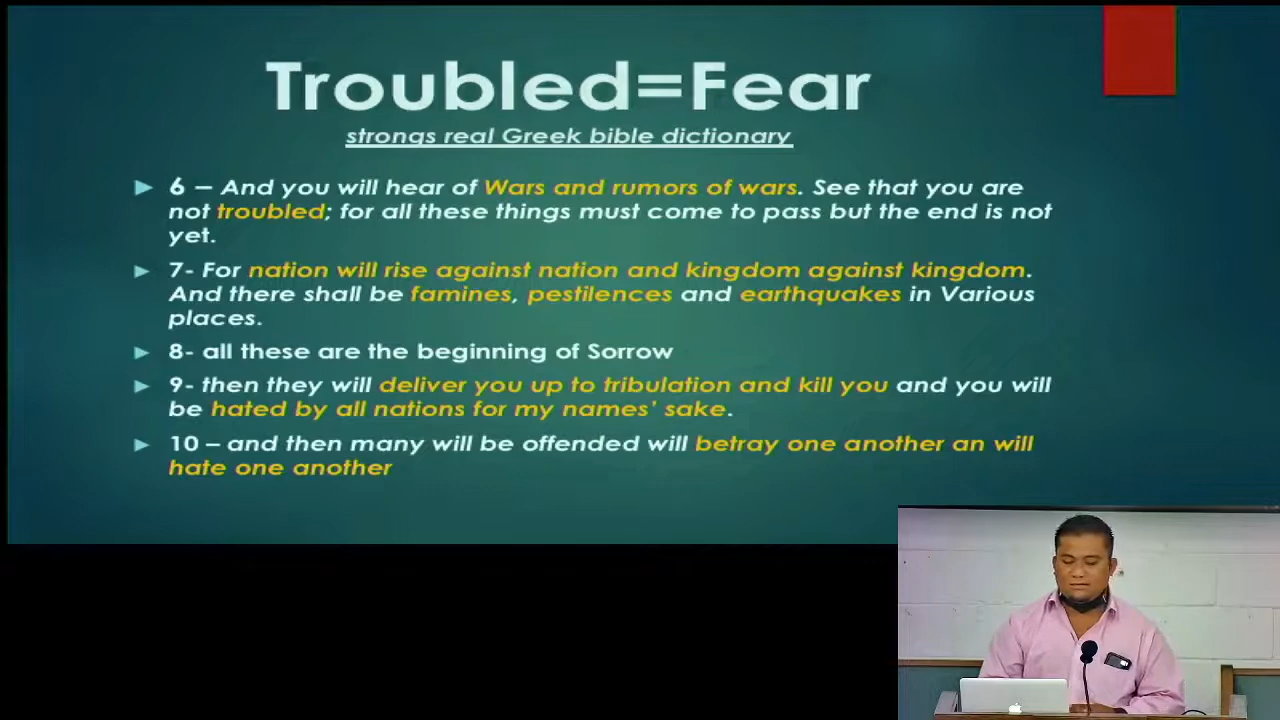 Troubled=Fear
strongs real Greek bible dictionary
6 – And you will hear of Wars and rumors of wars. See that you are
not troubled; for all these things must come to pass but the end is not
yet.
7- For nation will rise against nation and kingdom against kingdom.
And there shall be famines, pestilences and earthquakes in Various
places.
8- all these are the beginning of Sorrow
9- then they will deliver you up to tribulation and kill you and you will
be hated by all nations for my names’ sake.
10 – and then many will be offended will betray one another an will
hate one another